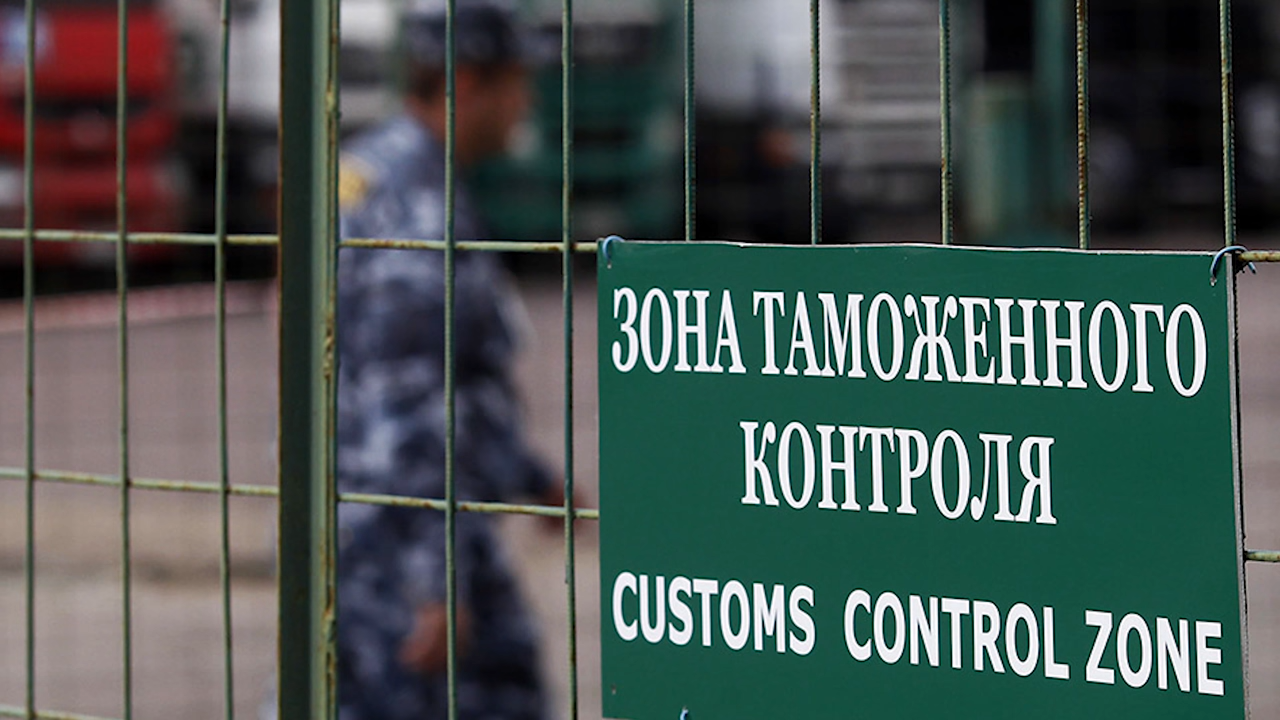 ЗОНА ТАМОЖЕННОГО
КОНТРОЛЯ
CUSTOMS CONTROL ZONE